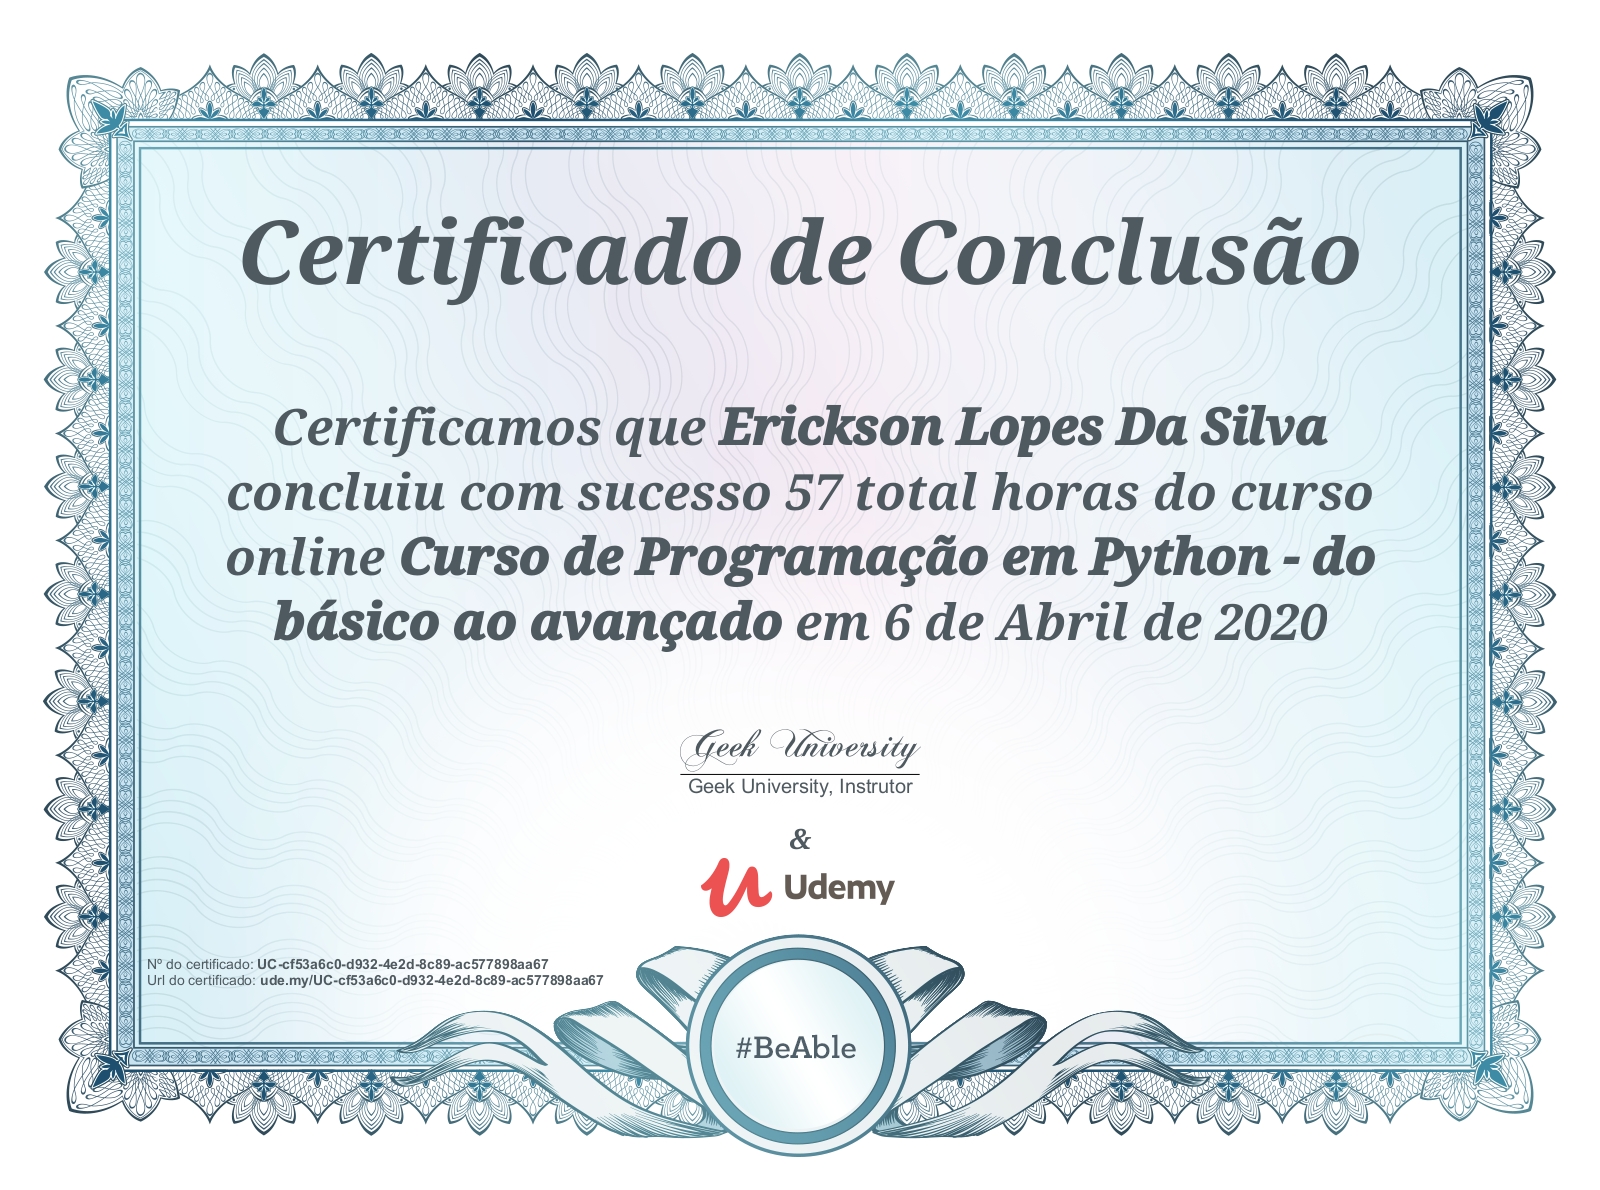 Certificado de Conclusão
Certificamos que Erickson Lopes Da Silva
concluiu com sucesso 57 total horas do curso
online Curso de Programação em Python - do
básico ao avançado em 6 de Abril de 2020
Geek University
Geek University, Instrutor
&
Udemy
Nº do certificado: UC-cf53a6c0-d932-4e2d-8c89-ac577898aa67
Url do certificado: ude.my/UC-cf53a6c0-d932-4e2d-8c89-ac577898aa67
#BeAble